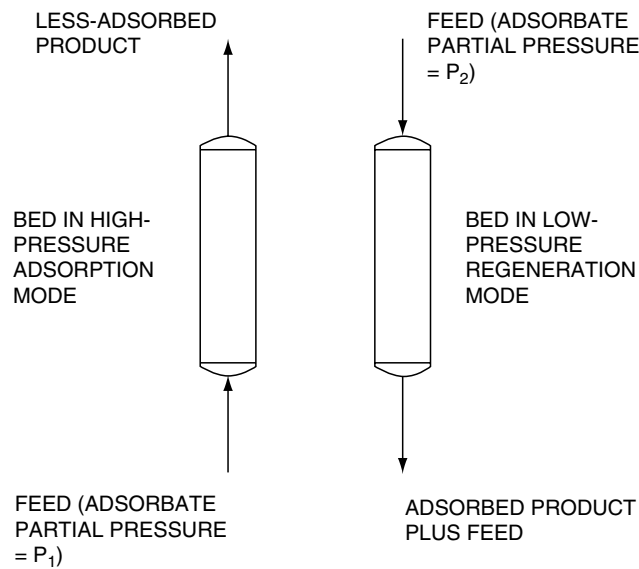 LESS-ADSORBED
PRODUCT
FEED (ADSORBATE
PARTIAL PRESSURE
= P₂)
BED IN HIGH-
PRESSURE
ADSORPTION
MODE
BED IN LOW-
PRESSURE
REGENERATION
MODE
FEED (ADSORBATE
PARTIAL PRESSURE
= P₁)
ADSORBED PRODUCT
PLUS FEED